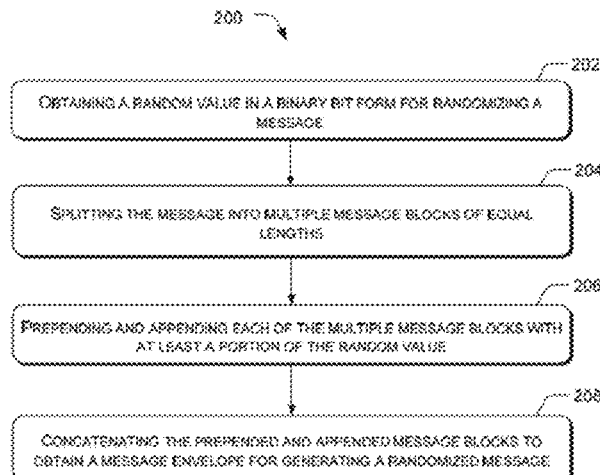 200
202
OBTAINING A RANDOM VALUE IN A BINARY BIT FORM FOR RANDOMIZING A
MESSAGE
204
SPLITTING THE MESSAGE INTO MULTIPLE MESSAGE BLOCKS OF EQUAL
LENGTHS
206
PREPENDING AND APPENDING EACH OF THE MULTIPLE MESSAGE BLOCKS WITH
AT LEAST A PORTION OF THE RANDOM VALUE
208
CONCATENATING THE PREPENDED AND APPENDED MESSAGE BLOCKS TO
OBTAIN A MESSAGE ENVELOPE FOR GENERATING A RANDOMIZED MESSAGE